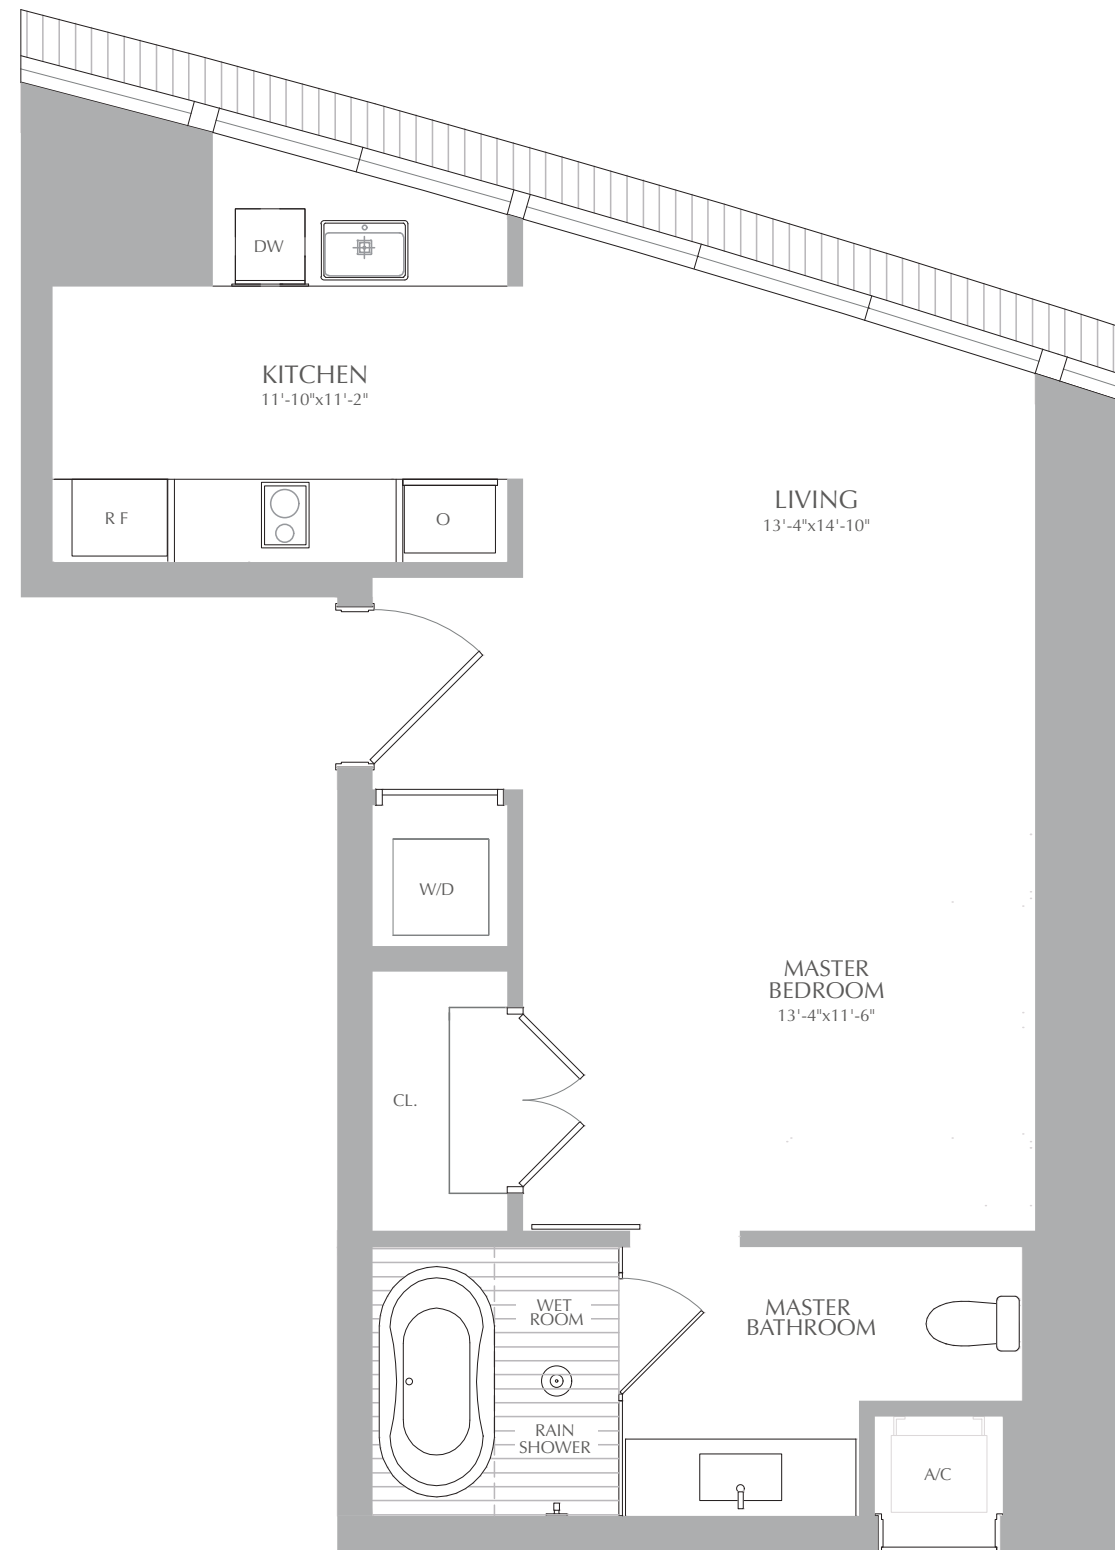 DW
KITCHEN
11'-10"x11'-2"
R F
O
LIVING
13'-4"x14'-10"
W/D
MASTER
BEDROOM
13'-4"x11'-6"
CL.
WET
ROOM
MASTER
BATHROOM
RAIN
SHOWER
A/C